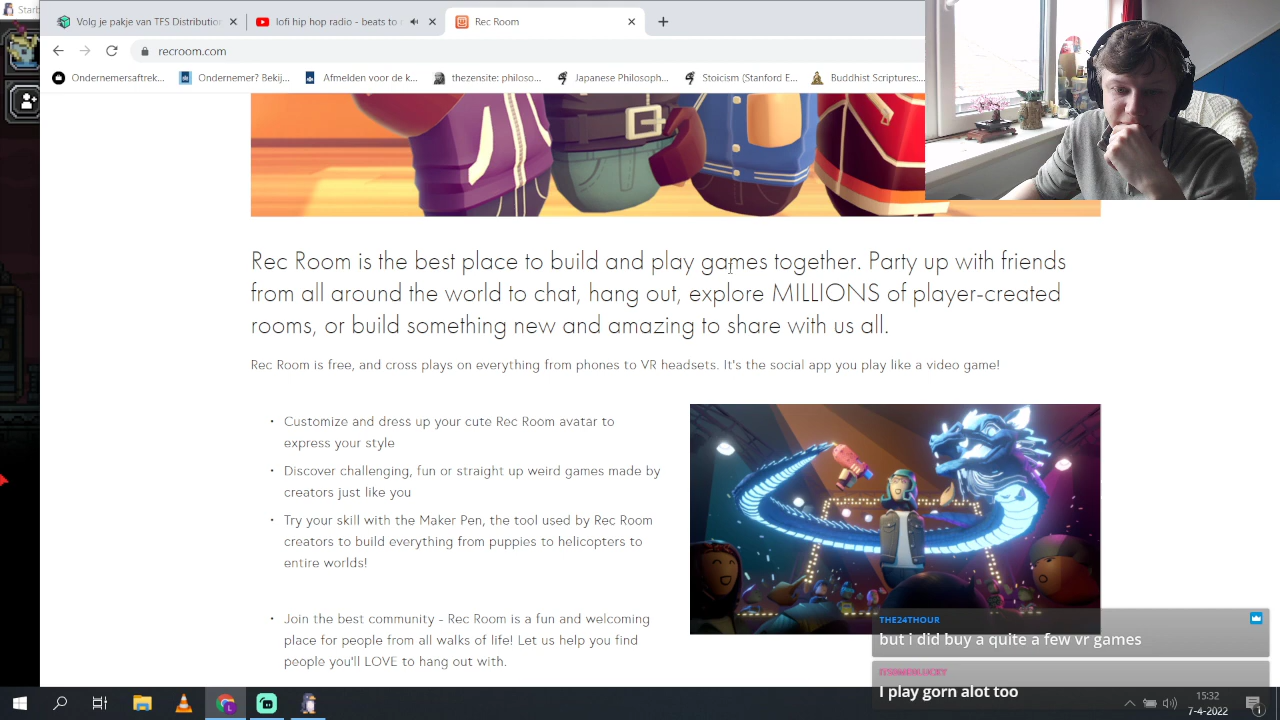 Starb
Volg je pakje van TFS Distribution
lofi hip hop radio - beats to
Rec Room
recroom.com
Ondernemersaftrek...
Ondernemer? Bekij...
Afmelden voor de k...
thezensite: philoso...
Japanese Philosoph...
Stoicism (Stanford E...
Buddhist Scriptures:...
Rec Room is the best place to build and play games together. Party up with friends
from all around the world to chat, hang out, explore MILLIONS of player-created
rooms, or build something new and amazing to share with us all.
Rec Room is free, and cross plays on everything from phones to VR headsets. It's the social app you play like a video game!
• Customize and dress up your cute Rec Room avatar to
express your style
• Discover challenging, fun or straight up weird games made by
creators just like you
• Try your skill with the Maker Pen, the tool used by Rec Room
creators to build everything from puppies to helicopters to
entire worlds!
• Join the best community - Rec Room is a fun and welcoming
place for people from all walks of life! Let us help you find
people you'll LOVE to hang out with.
THE24THOUR
but i did buy a quite a few vr games
I play gorn alot too
15:32
7-4-2022
1